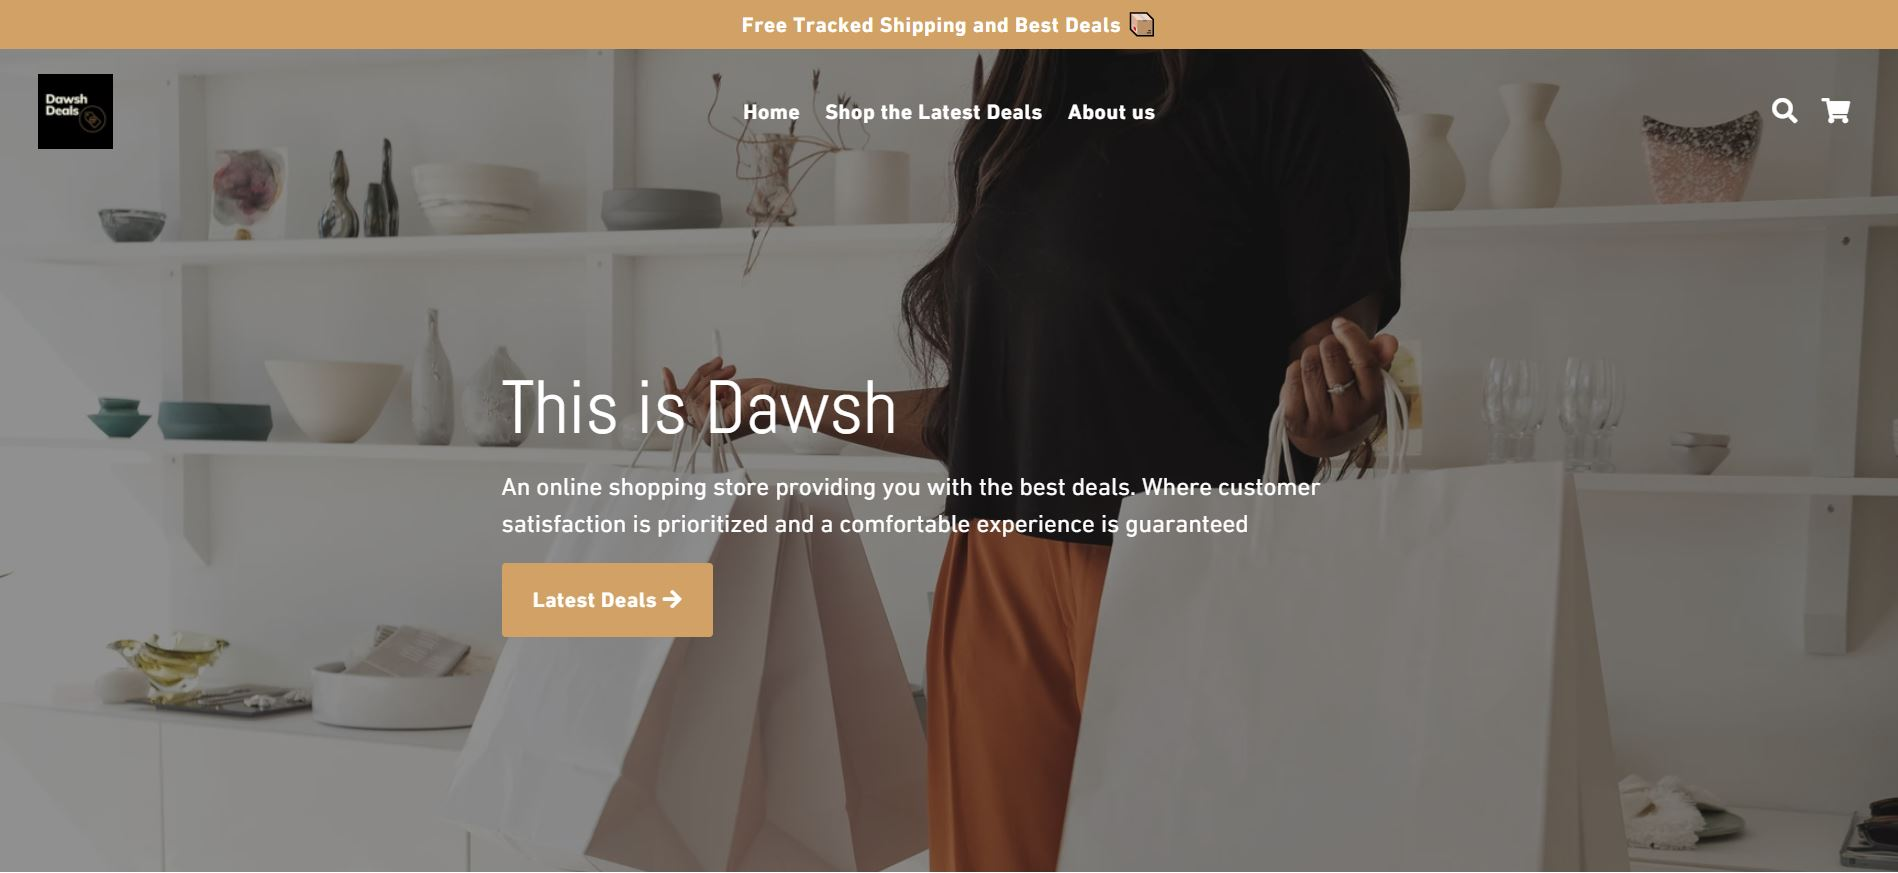 Free Tracked Shipping and Best Deals
Dawsh
Deals
Home Shop the Latest Deals About us
This is Dawsh
An online shopping store providing you with the best deals. Where customer
satisfaction is prioritized and a comfortable experience is guaranteed
Latest Deals →